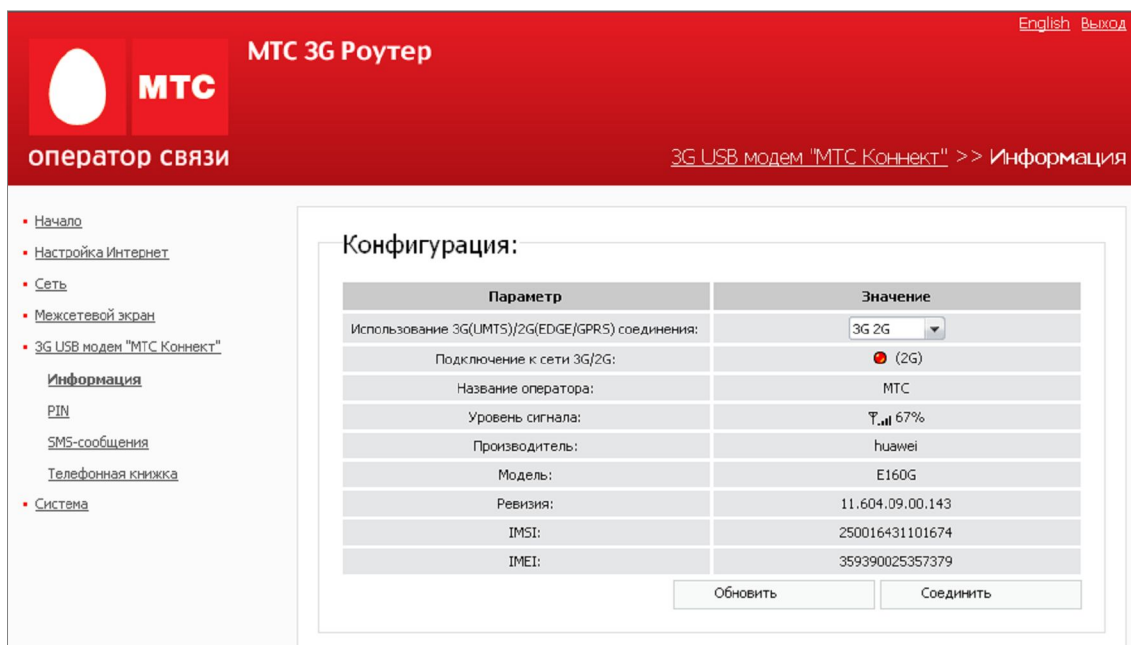 English Выход
МТС 3G Роутер
МТС
оператор связи
3G USB модем "МТС Коннект" >> Информация
Начало
Настройка Интернет
Сеть
Межсетевой экран
3G USB модем "МТС Коннект"
Информация
PIN
SMS-сообщения
Телефонная книжка
Система
Конфигурация:
Параметр Значение
Использование 3G(UMTS)/2G(EDGE/GPRS) соединения: 3G 2G
Подключение к сети 3G/2G: (2G)
Название оператора: МТС
Уровень сигнала: 67%
Производитель: huawei
Модель: E160G
Ревизия: 11.604.09.00.143
IMSI: 250016431101674
IMEI: 359390025357379
Обновить Соединить